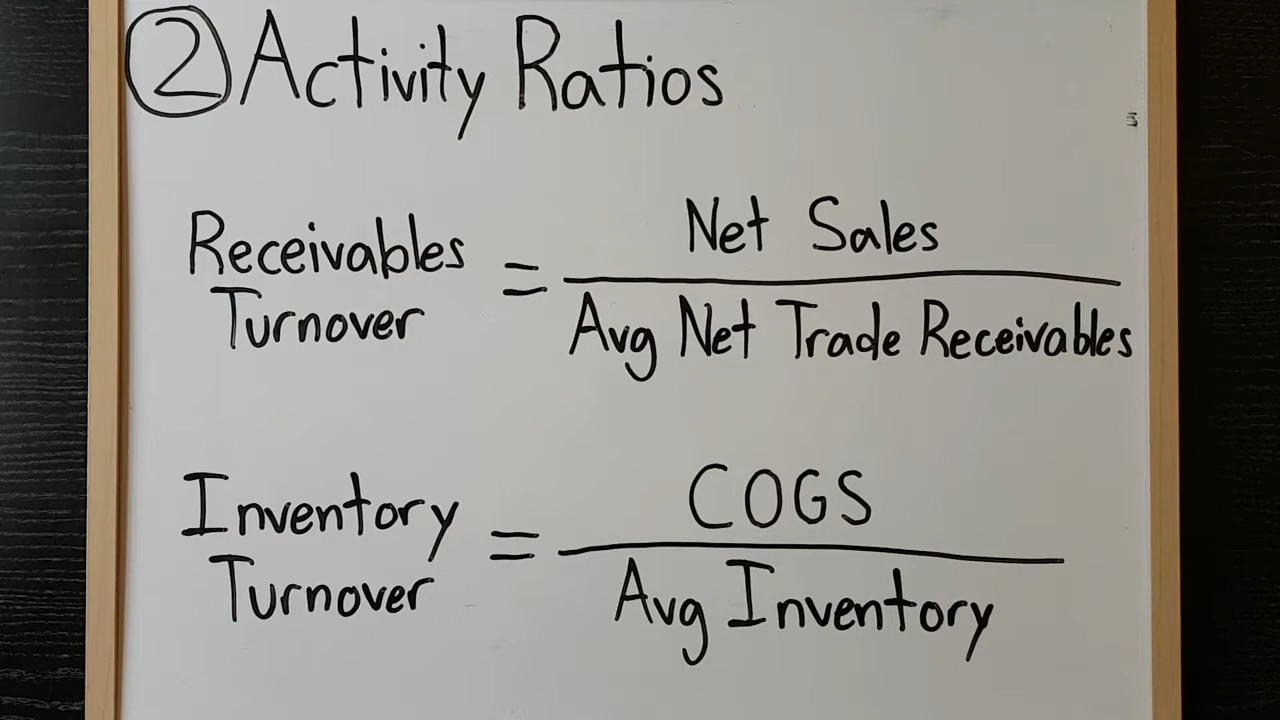 ② Activity Ratios
Receivables Turnover = Net Sales / Avg Net Trade Receivables
Inventory Turnover = COGS / Avg Inventory